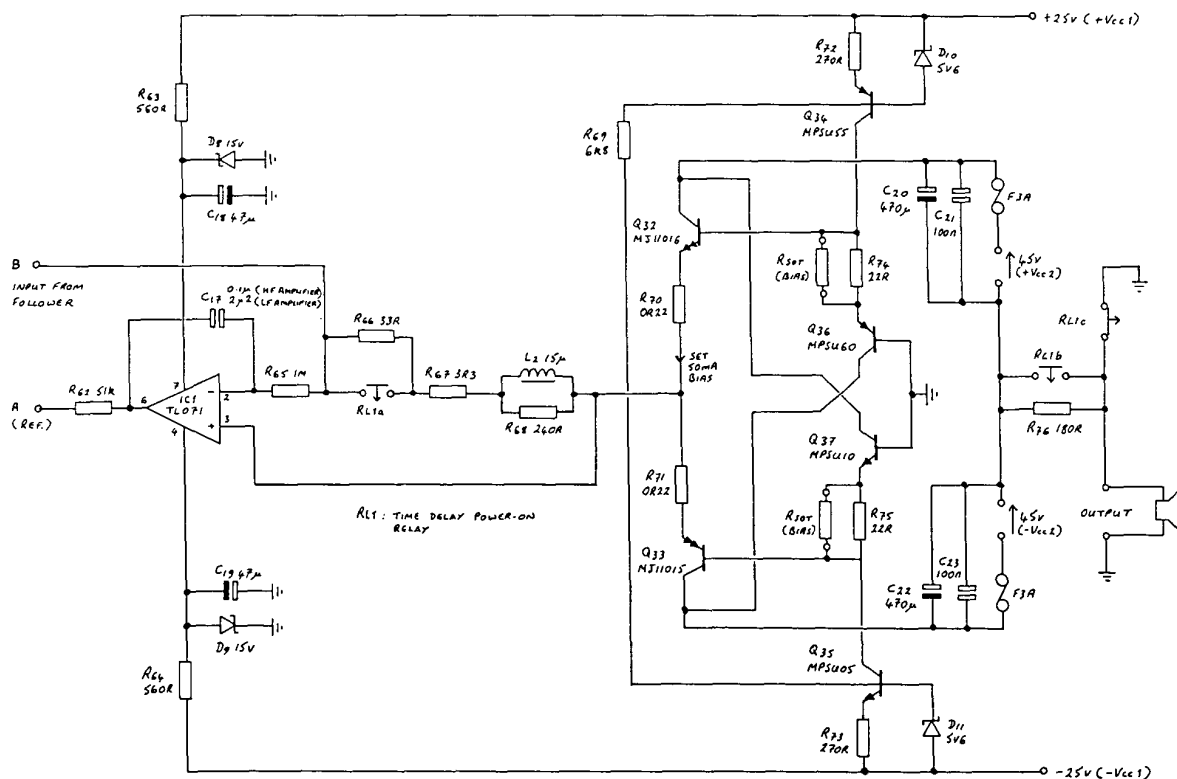 +25V (+Vcc1)
R72
270R
D10
5V6
R63
560R
Q34
MPSU55
R69
6K8
D8 15V
C18 47µ
C20
470µ
C21
100n
F3A
Q32
MJ11016
RSOT
(BIAS)
R74
22R
45V
(+Vcc2)
B
INPUT FROM
FOLLOWER
C17
0.1µ (HF AMPLIFIER)
2µ2 (LF AMPLIFIER)
R66 33R
R70
0R22
RL1c
Q36
MPSU60
SET
50mA
BIAS
L2 15µ
R65 1M
R67 3R3
RL1b
R62 51K
6
7
IC1
TL071
2
3
4
-
+
RL1a
R68 240R
A
(REF.)
R76 180R
Q37
MPSU10
R71
0R22
RL1 : TIME DELAY POWER-ON
RELAY
RSOT
(BIAS)
R75
22R
45V
(-Vcc2)
OUTPUT
Q33
MJ11015
C19 47µ
C22
470µ
C23
100n
F3A
D9 15V
Q35
MPSU05
R64
560R
R73
270R
D11
5V6
-25V (-Vcc1)